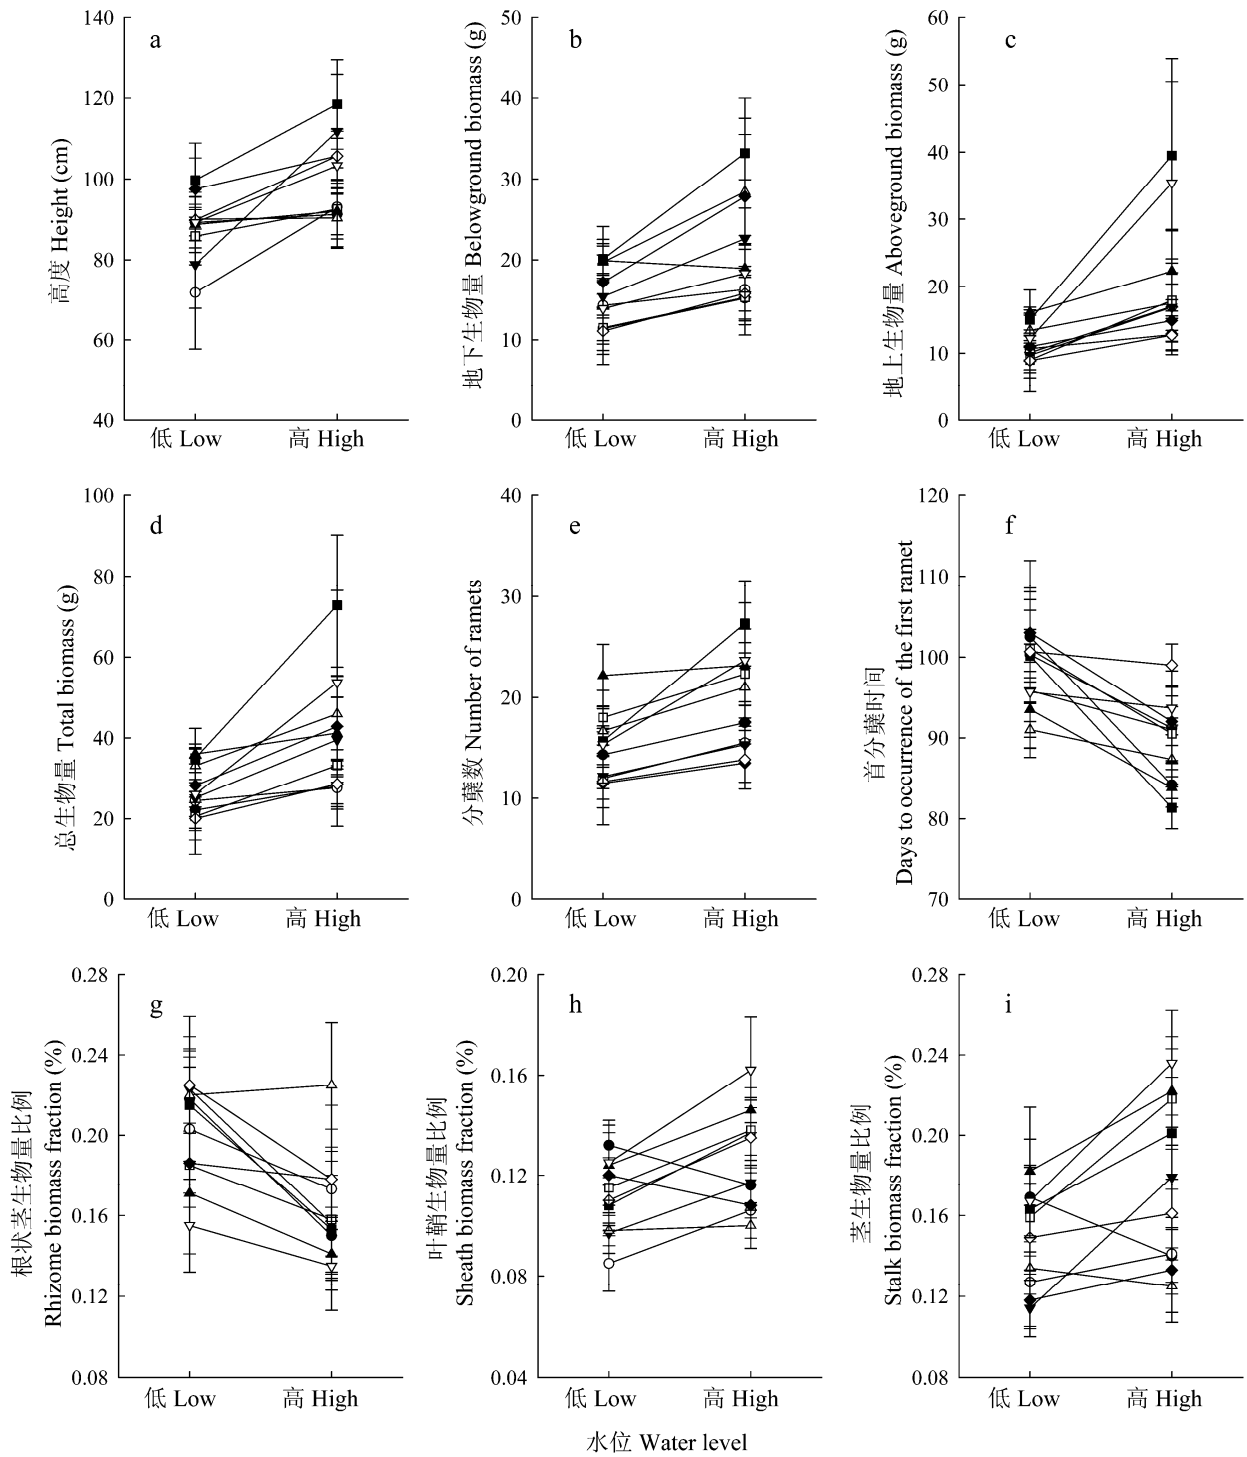 a
高度 Height (cm)
140
120
100
80
60
40
低 Low
高 High
b
地下生物量 Belowground biomass (g)
50
40
30
20
10
0
低 Low
高 High
c
地上生物量 Aboveground biomass (g)
60
50
40
30
20
10
0
低 Low
高 High
d
总生物量 Total biomass (g)
100
80
60
40
20
0
低 Low
高 High
e
分蘖数 Number of ramets
40
30
20
10
0
低 Low
高 High
f
首分蘖时间
Days to occurrence of the first ramet
120
110
100
90
80
70
低 Low
高 High
g
根状茎生物量比例
Rhizome biomass fraction (%)
0.28
0.24
0.20
0.16
0.12
0.08
低 Low
高 High
h
叶鞘生物量比例
Sheath biomass fraction (%)
0.20
0.16
0.12
0.08
0.04
低 Low
高 High
i
茎生物量比例
Stalk biomass fraction (%)
0.28
0.24
0.20
0.16
0.12
0.08
低 Low
高 High
水位 Water level